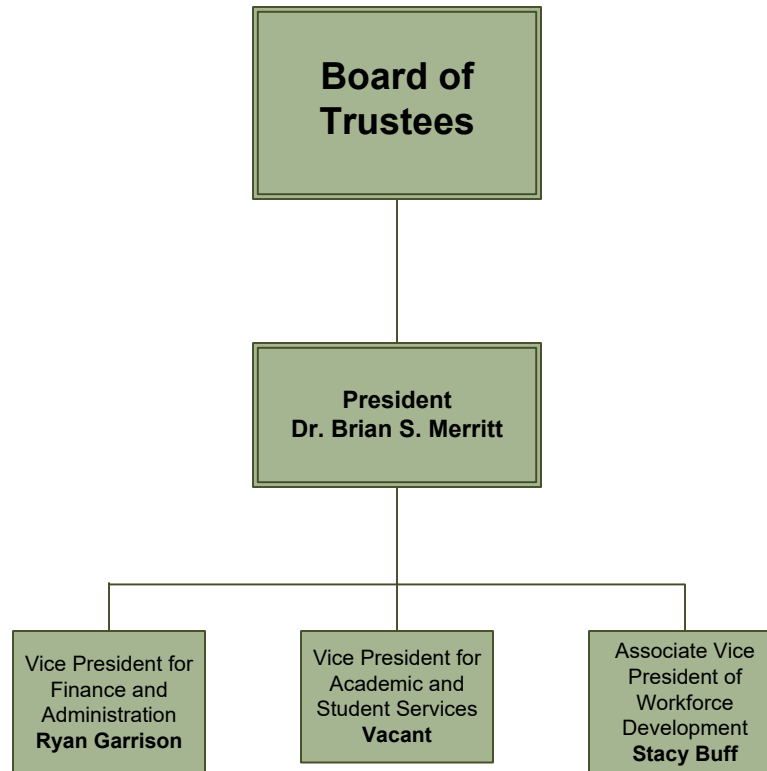 Board of
Trustees
President
Dr. Brian S. Merritt
Vice President for
Finance and
Administration
Ryan Garrison
Vice President for
Academic and
Student Services
Vacant
Associate Vice
President of
Workforce
Development
Stacy Buff